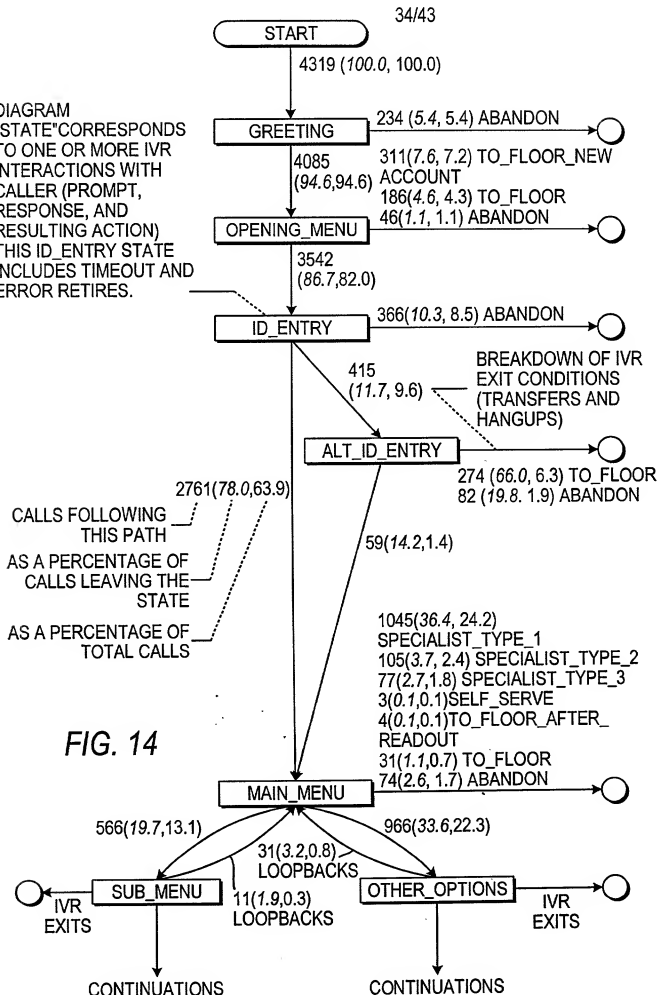 34/43
START
4319 (100.0, 100.0)
DIAGRAM
"STATE"CORRESPONDS
TO ONE OR MORE IVR
INTERACTIONS WITH
CALLER (PROMPT,
RESPONSE, AND
RESULTING ACTION)
THIS ID_ENTRY STATE
INCLUDES TIMEOUT AND
ERROR RETIRES.
GREETING
234 (5.4, 5.4) ABANDON
4085
(94.6,94.6)
311(7.6, 7.2) TO_FLOOR_NEW
ACCOUNT
186(4.6, 4.3) TO_FLOOR
46(1.1, 1.1) ABANDON
OPENING_MENU
3542
(86.7,82.0)
ID_ENTRY
366(10.3, 8.5) ABANDON
415
(11.7, 9.6)
BREAKDOWN OF IVR
EXIT CONDITIONS
(TRANSFERS AND
HANGUPS)
ALT_ID_ENTRY
274 (66.0, 6.3) TO_FLOOR
82 (19.8. 1.9) ABANDON
2761(78.0,63.9)
CALLS FOLLOWING
THIS PATH
AS A PERCENTAGE OF
CALLS LEAVING THE
STATE
AS A PERCENTAGE OF
TOTAL CALLS
59(14.2,1.4)
1045(36.4, 24.2)
SPECIALIST_TYPE_1
105(3.7, 2.4) SPECIALIST_TYPE_2
77(2.7,1.8) SPECIALIST_TYPE_3
3(0.1,0.1)SELF_SERVE
4(0.1,0.1)TO_FLOOR_AFTER_
READOUT
31(1.1,0.7) TO_FLOOR
74(2.6, 1.7) ABANDON
FIG. 14
MAIN_MENU
566(19.7,13.1)
966(33.6,22.3)
31(3.2,0.8)
LOOPBACKS
SUB_MENU
11(1.9,0.3)
LOOPBACKS
OTHER_OPTIONS
IVR
EXITS
IVR
EXITS
CONTINUATIONS
CONTINUATIONS